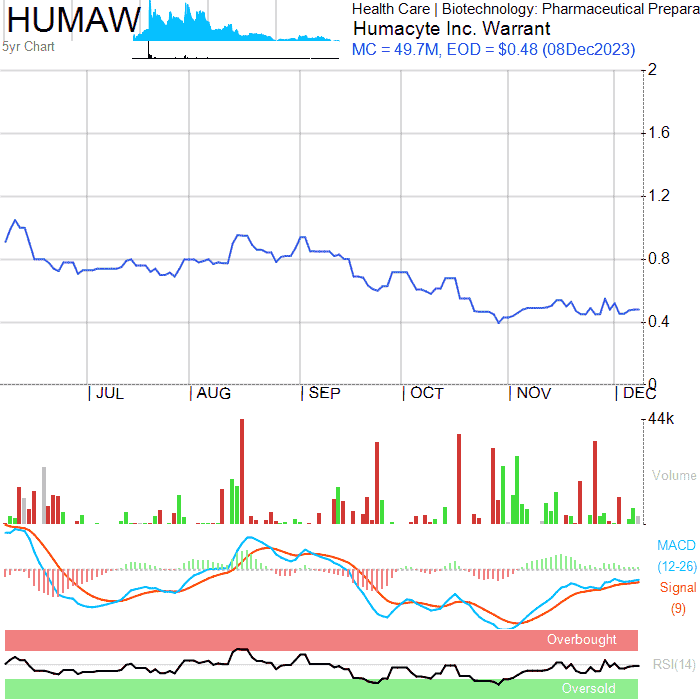 HUMAW
5yr Chart
Health Care | Biotechnology: Pharmaceutical Prepara
Humacyte Inc. Warrant
MC = 49.7M, EOD = $0.48 (08Dec2023)
2
1.6
1.2
0.8
0.4
0
JUL
AUG
SEP
OCT
NOV
DEC
44k
Volume
MACD
(12-26)
Signal
(9)
Overbought
RSI(14)
Oversold